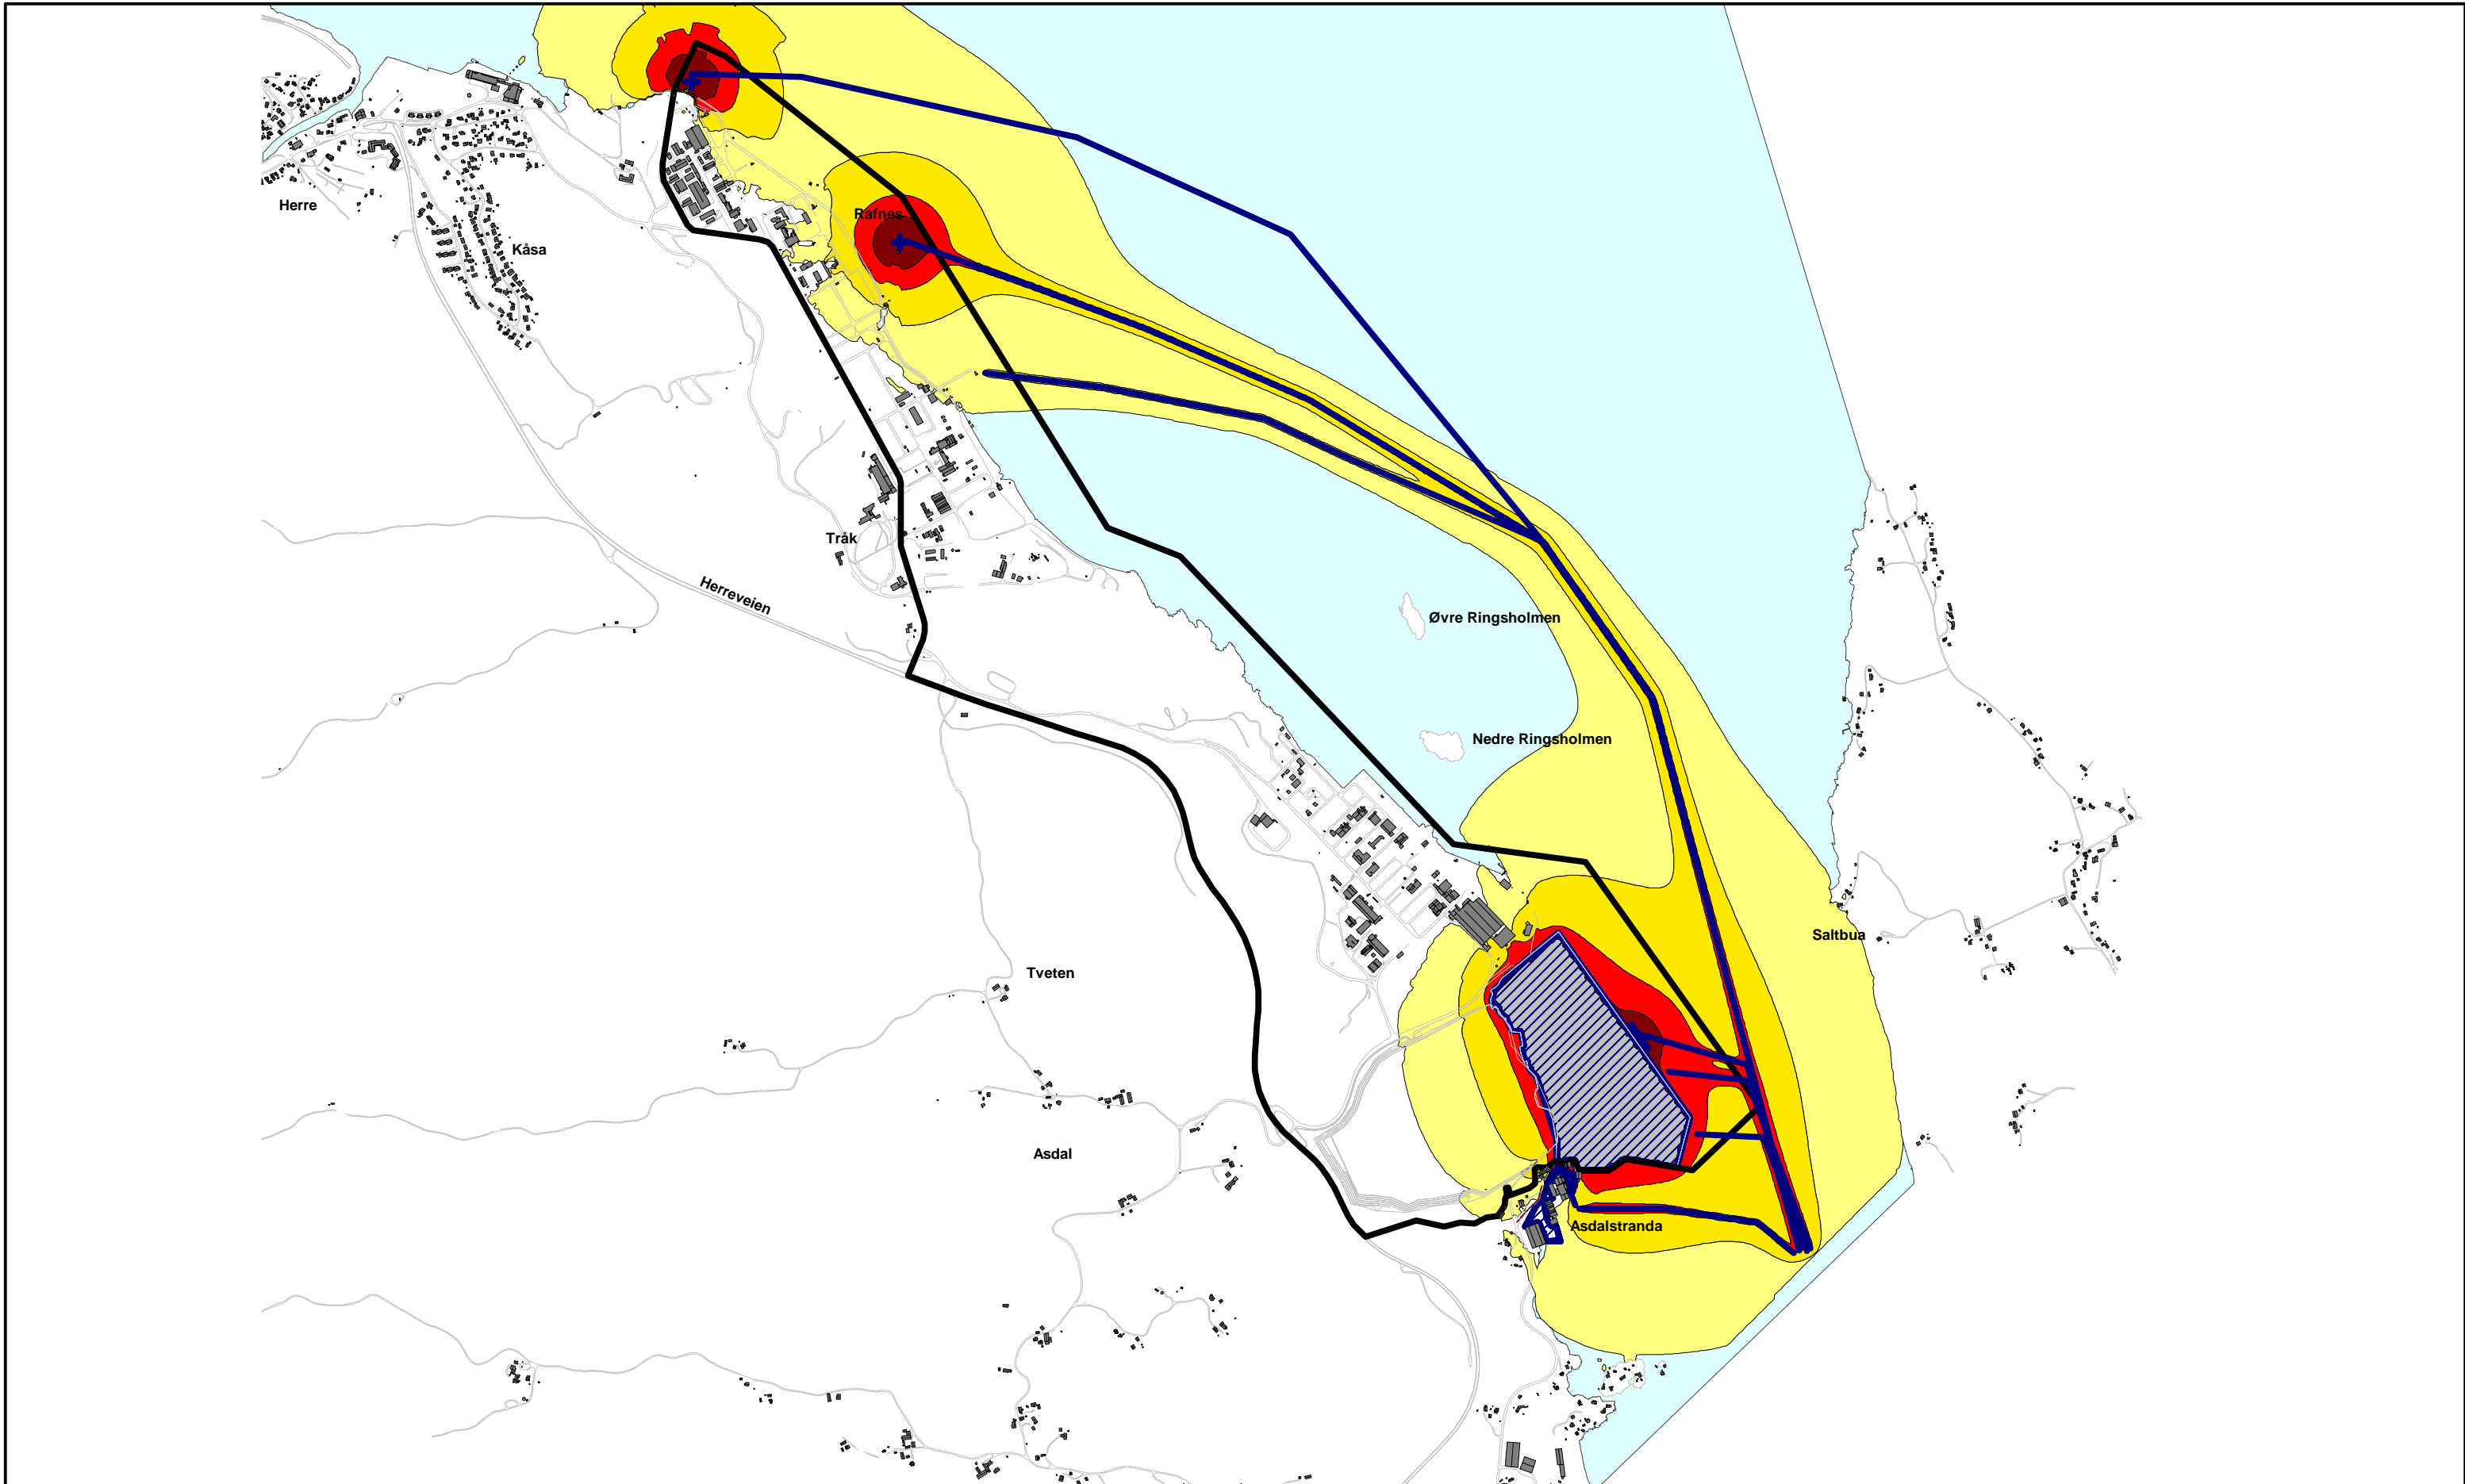 Herre
Rafnes
Kåsa
Tråk
Herreveien
Øvre Ringsholmen
Nedre Ringsholmen
Saltbua
Tveten
Asdal
Asdalstranda